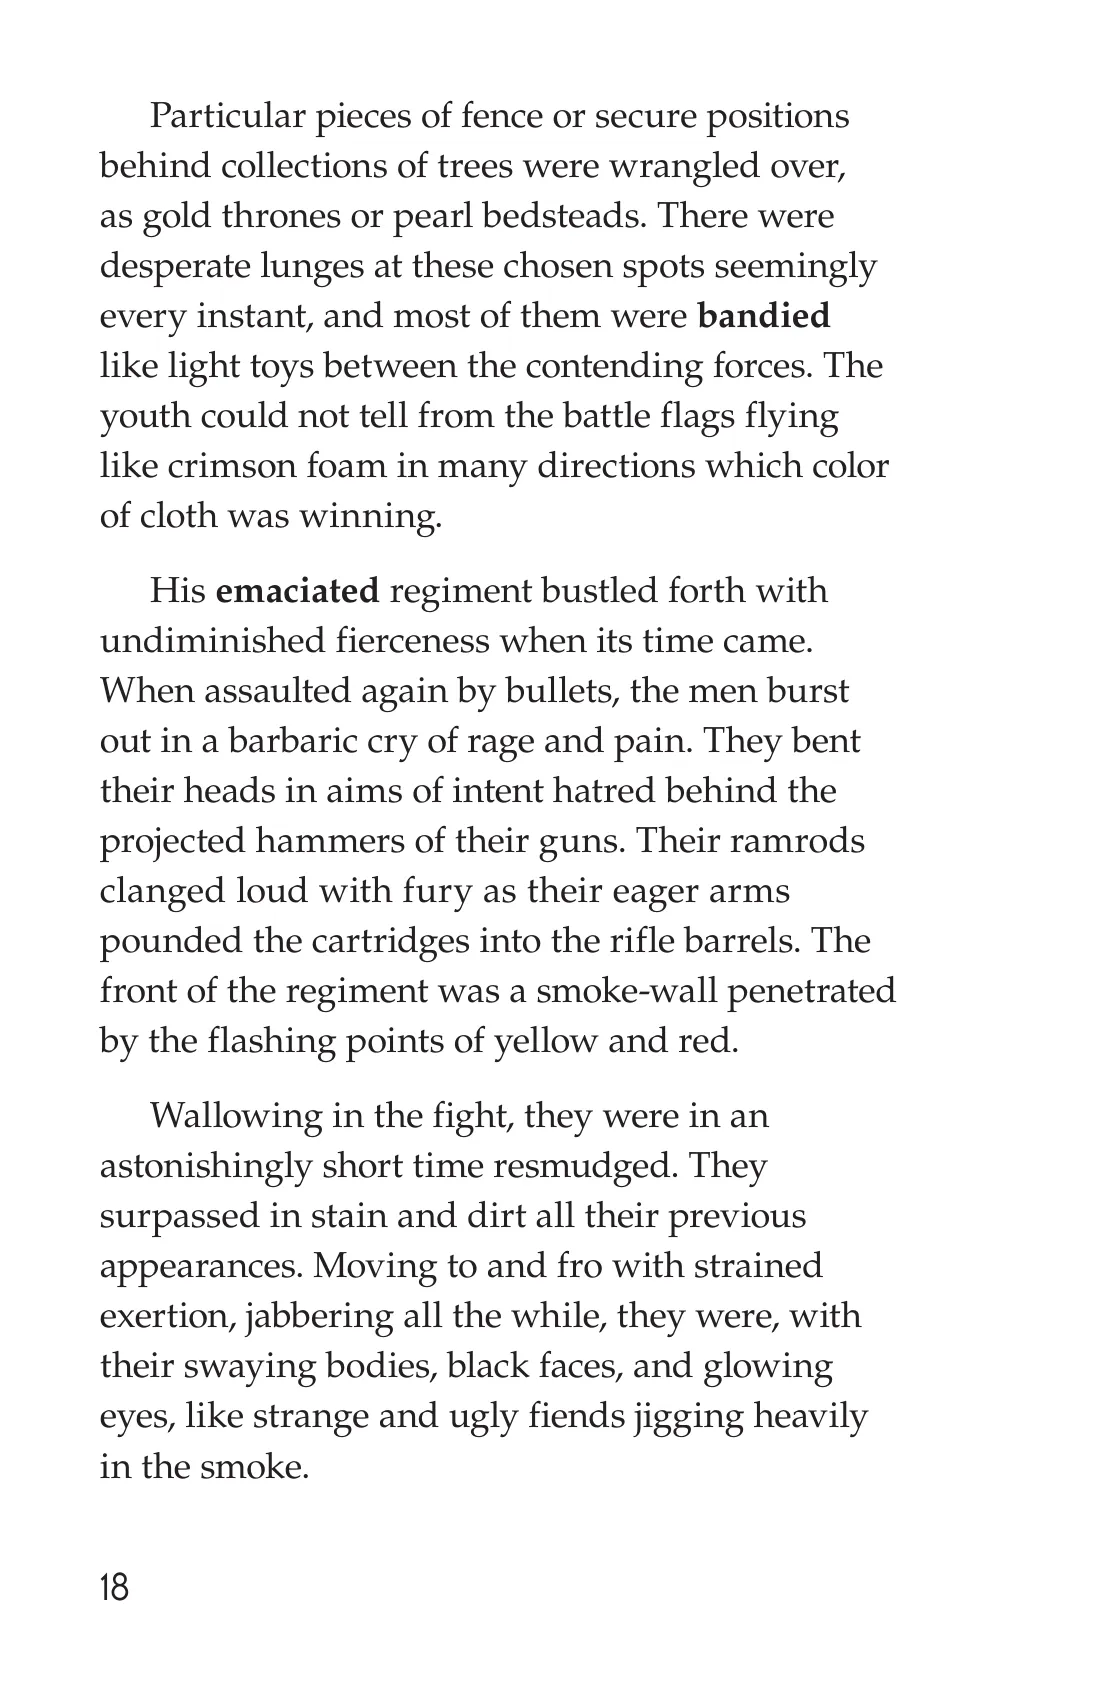 Particular pieces of fence or secure positions
behind collections of trees were wrangled over,
as gold thrones or pearl bedsteads. There were
desperate lunges at these chosen spots seemingly
every instant, and most of them were bandied
like light toys between the contending forces. The
youth could not tell from the battle flags flying
like crimson foam in many directions which color
of cloth was winning.
His emaciated regiment bustled forth with
undiminished fierceness when its time came.
When assaulted again by bullets, the men burst
out in a barbaric cry of rage and pain. They bent
their heads in aims of intent hatred behind the
projected hammers of their guns. Their ramrods
clanged loud with fury as their eager arms
pounded the cartridges into the rifle barrels. The
front of the regiment was a smoke-wall penetrated
by the flashing points of yellow and red.
Wallowing in the fight, they were in an
astonishingly short time resmudged. They
surpassed in stain and dirt all their previous
appearances. Moving to and fro with strained
exertion, jabbering all the while, they were, with
their swaying bodies, black faces, and glowing
eyes, like strange and ugly fiends jigging heavily
in the smoke.
18